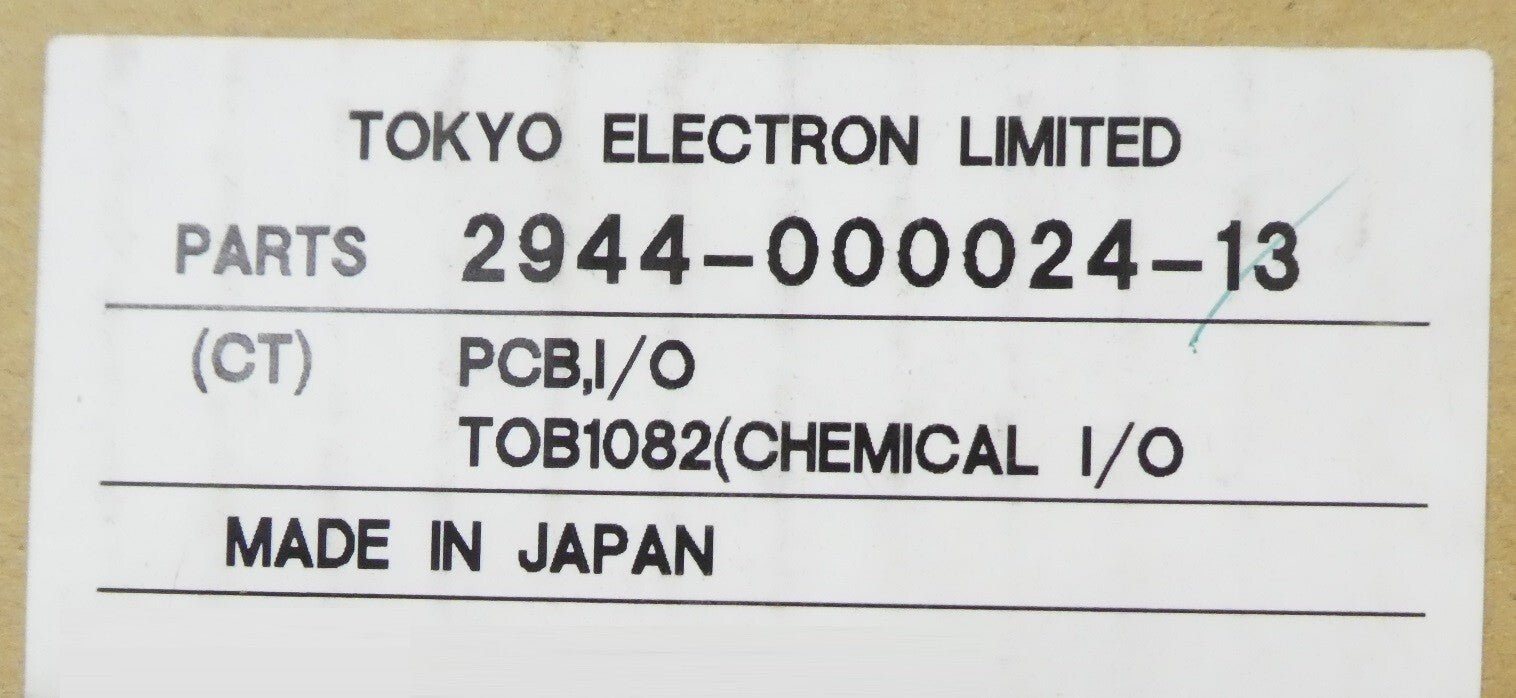 TOKYO ELECTRON LIMITED
PARTS 2944-000024-13
(CT) PCB,I/O
TOB1082(CHEMICAL I/O
MADE IN JAPAN